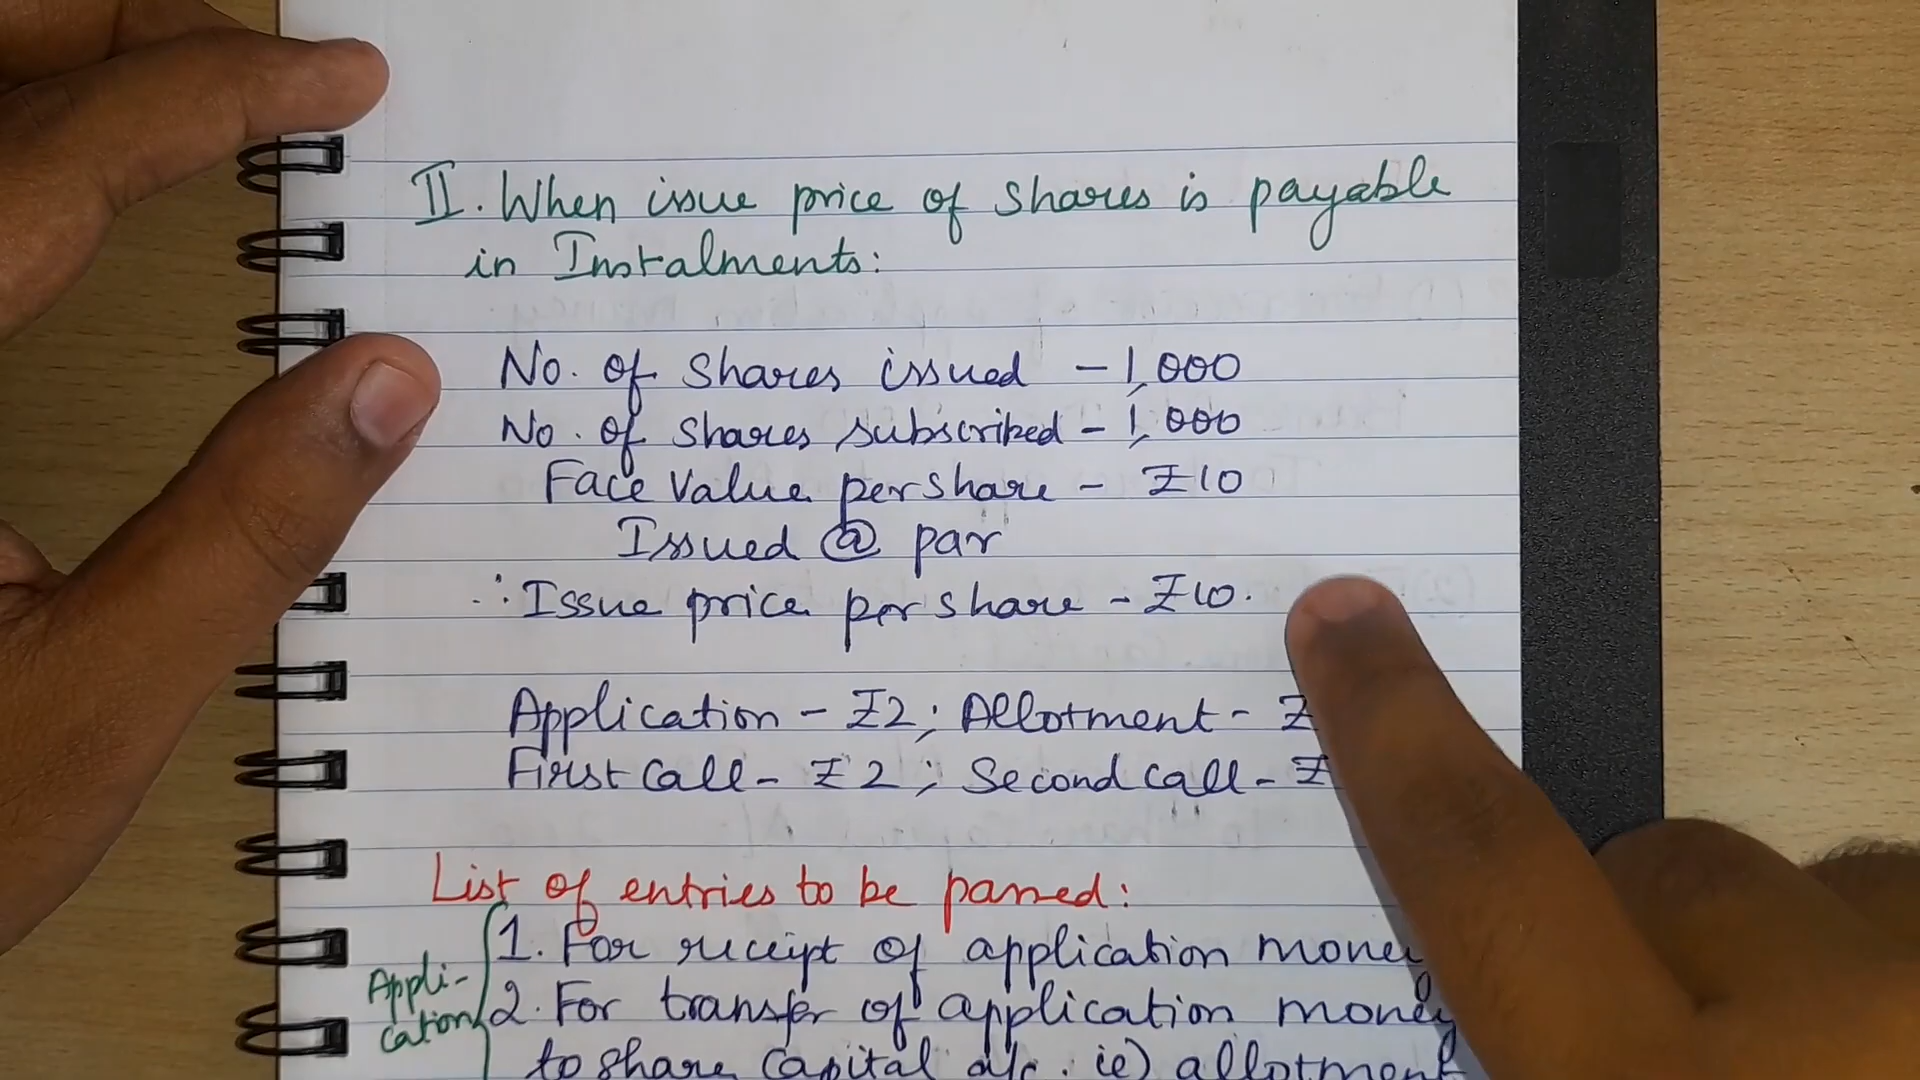 II. When issue price of shares is payable
in Instalments:
No. of shares issued - 1,000
No. of shares subscribed - 1,000
Face Value per share - ₹10
Issued @ par
∴ Issue price per share - ₹10.
Application - ₹2; Allotment - ₹
First Call - ₹2; Second Call - ₹
List of entries to be passed:
Appli-
cation
1. For receipt of application money
2. For transfer of application money
to share capital a/c. ie) allotment